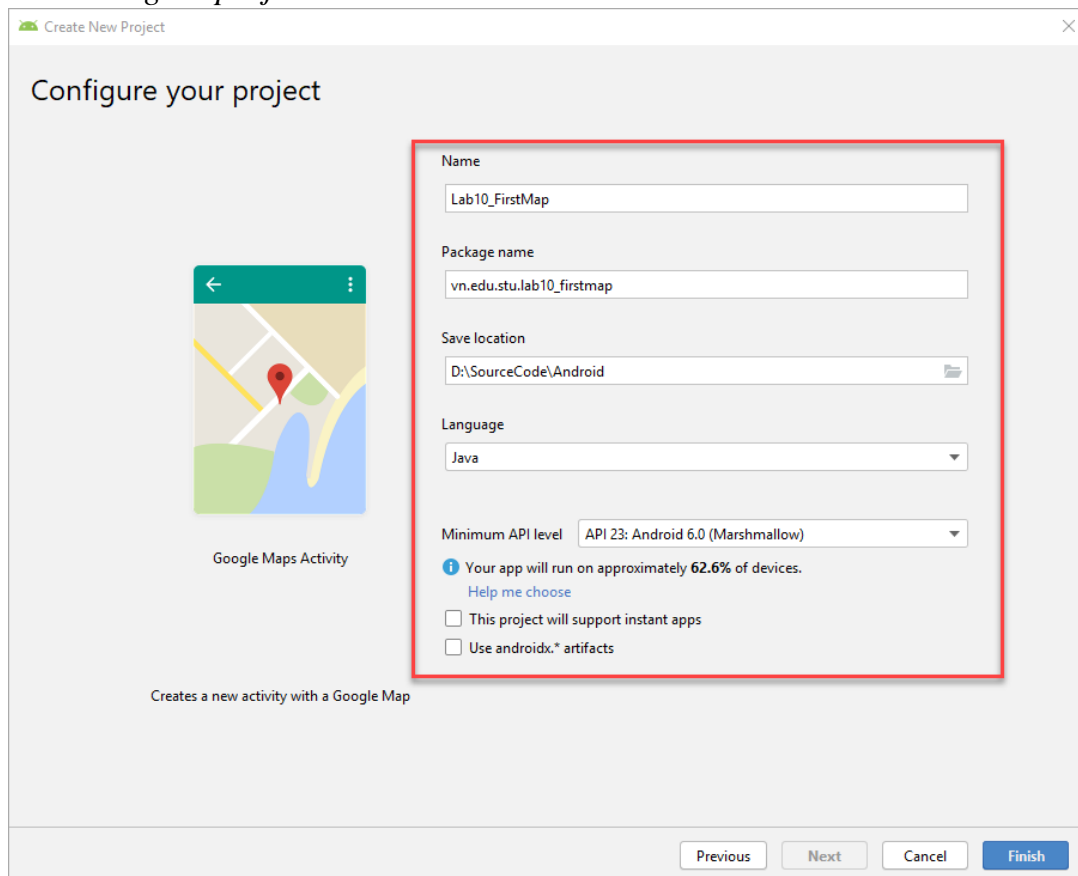 Create New Project
Configure your project
Name
Lab10_FirstMap
Package name
vn.edu.stu.lab10_firstmap
Save location
D:\SourceCode\Android
Language
Java
Minimum API level API 23: Android 6.0 (Marshmallow)
Your app will run on approximately 62.6% of devices.
Help me choose
This project will support instant apps
Use androidx.* artifacts
Google Maps Activity
Creates a new activity with a Google Map
Previous Next Cancel Finish